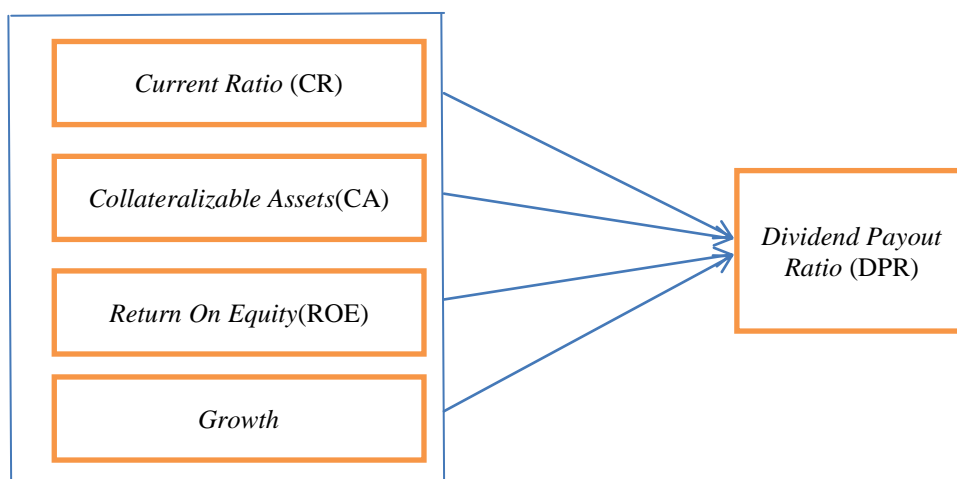 Current Ratio (CR)
Collateralizable Assets(CA)
Return On Equity(ROE)
Growth
Dividend Payout
Ratio (DPR)